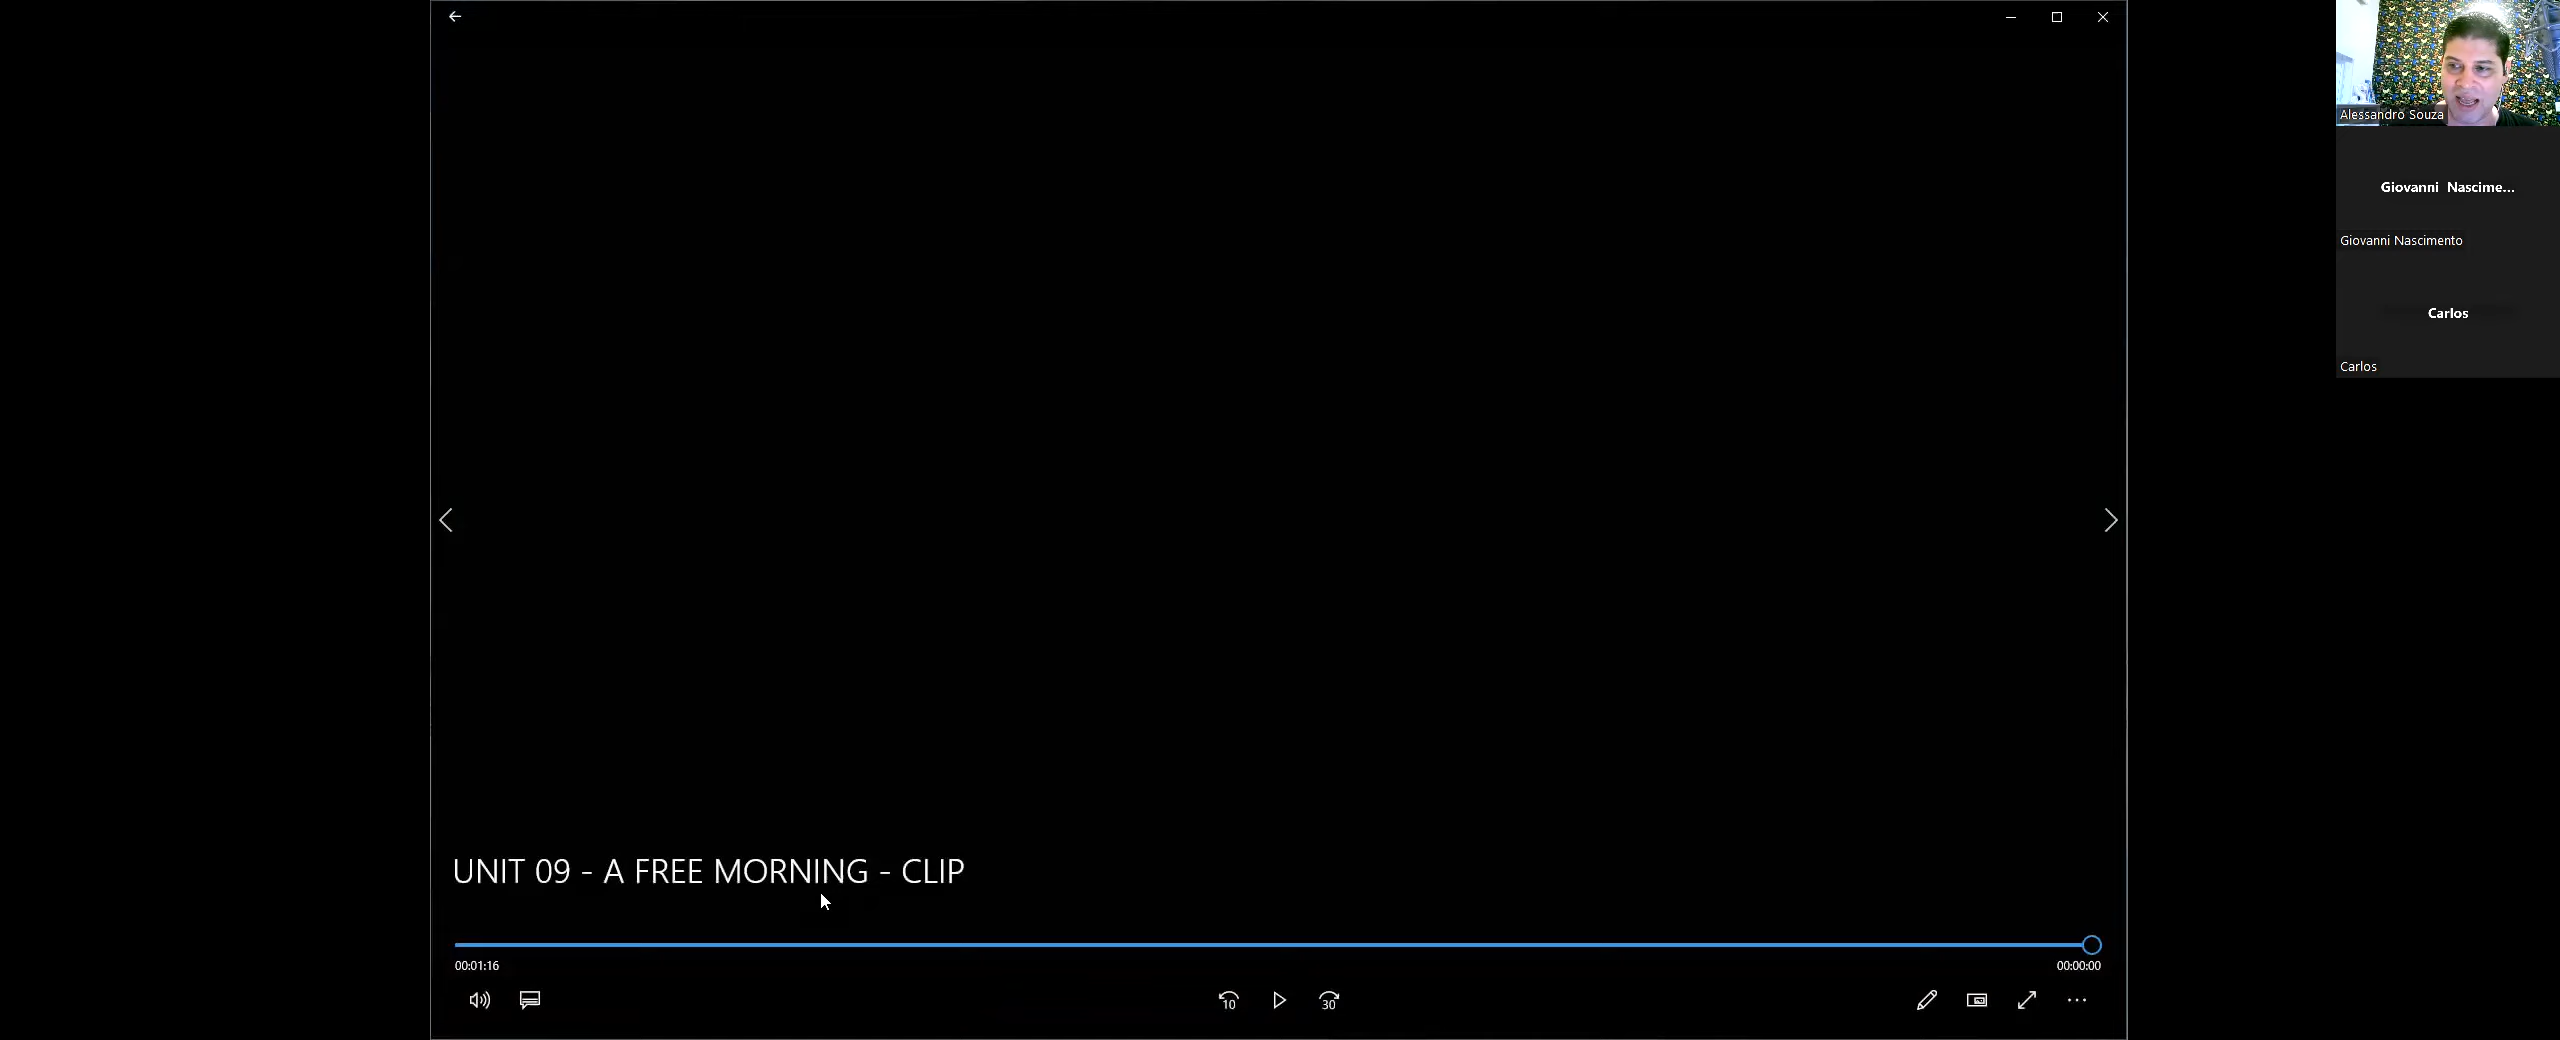 Alessandro Souza
Giovanni Nascime...
Giovanni Nascimento
Carlos
Carlos
UNIT 09 - A FREE MORNING - CLIP
00:01:16
00:00:00
10
30